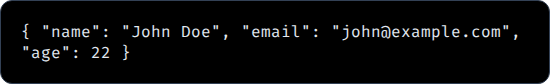 { "name": "John Doe", "email": "john@example.com",
"age": 22 }